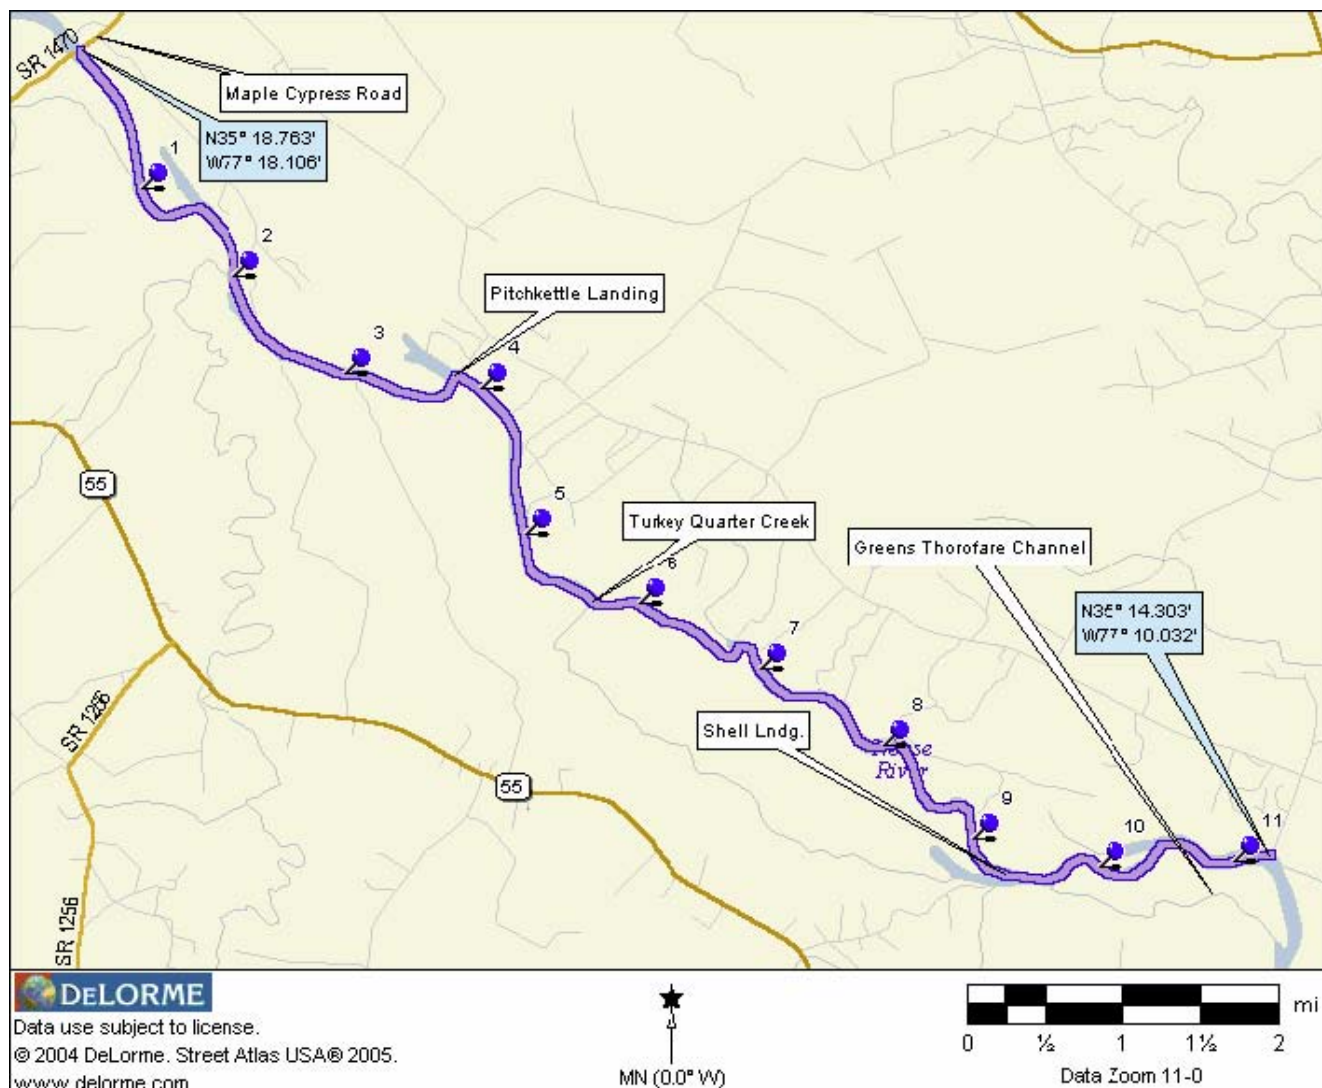 SR 1470
Maple Cypress Road
N35° 18.763'
W77° 18.106'
1
2
Pitchkettle Landing
3
4
55
5
Turkey Quarter Creek
Greens Thorofare Channel
6
N35° 14.303'
W77° 10.032'
7
SR 1256
Shell Lndg.
8
River
55
9
10
11
SR 1256
DELORME
Data use subject to license.
© 2004 DeLorme. Street Atlas USA® 2005.
www.delorme.com
MN (0.0° W)
mi
0 ½ 1 1½ 2
Data Zoom 11-0